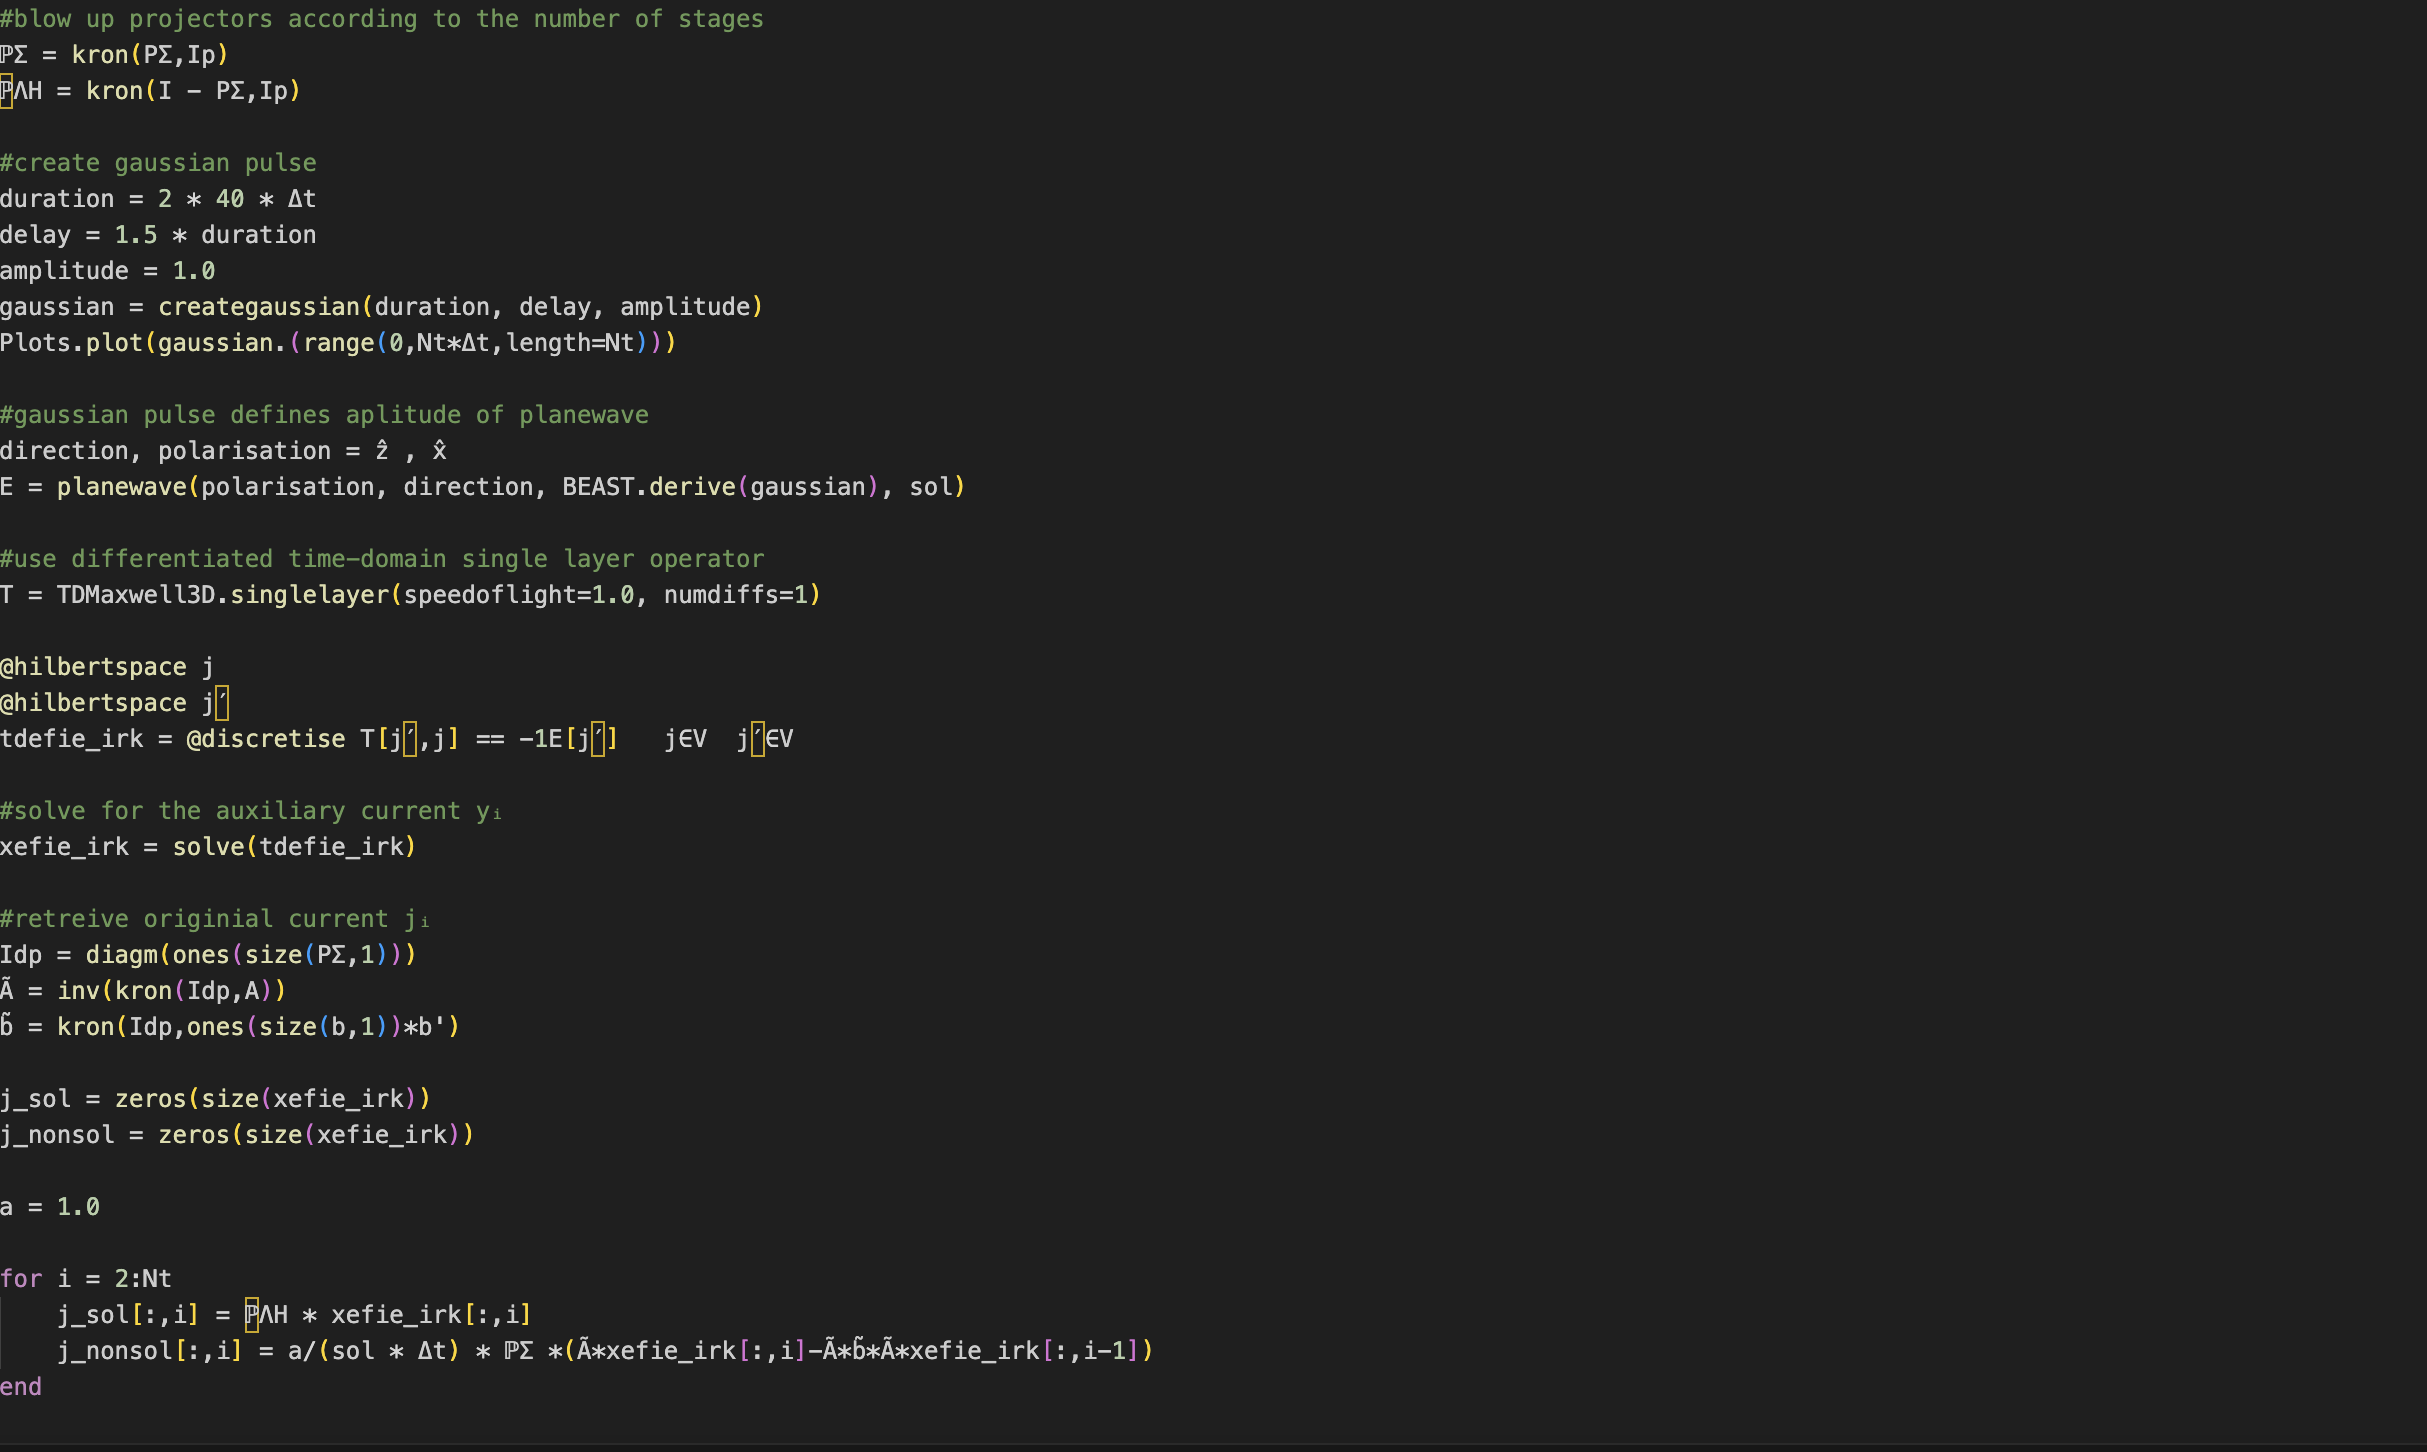 #blow up projectors according to the number of stages
ℙΣ = kron(PΣ,Ip)
ℙΛH = kron(I - PΣ,Ip)
#create gaussian pulse
duration = 2 * 40 * Δt
delay = 1.5 * duration
amplitude = 1.0
gaussian = creategaussian(duration, delay, amplitude)
Plots.plot(gaussian.(range(0,Nt*Δt,length=Nt)))
#gaussian pulse defines aplitude of planewave
direction, polarisation = ẑ , x̂
E = planewave(polarisation, direction, BEAST.derive(gaussian), sol)
#use differentiated time-domain single layer operator
T = TDMaxwell3D.singlelayer(speedoflight=1.0, numdiffs=1)
@hilbertspace j
@hilbertspace j′
tdefie_irk = @discretise T[j′,j] == -1E[j′]   j∈V  j′∈V
#solve for the auxiliary current yᵢ
xefie_irk = solve(tdefie_irk)
#retreive originial current jᵢ
Idp = diagm(ones(size(PΣ,1)))
Ã = inv(kron(Idp,A))
b̃ = kron(Idp,ones(size(b,1))*b')
j_sol = zeros(size(xefie_irk))
j_nonsol = zeros(size(xefie_irk))
a = 1.0
for i = 2:Nt
    j_sol[:,i] = ℙΛH * xefie_irk[:,i]
    j_nonsol[:,i] = a/(sol * Δt) * ℙΣ *(Ã*xefie_irk[:,i]-Ã*b̃*Ã*xefie_irk[:,i-1])
end